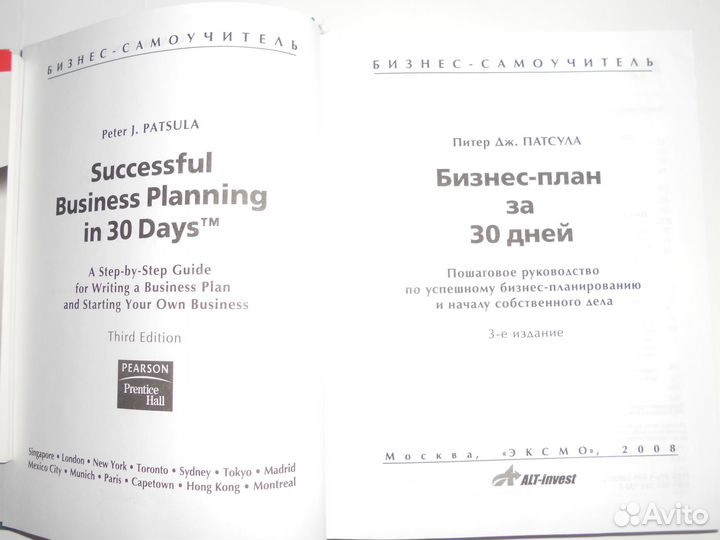 БИЗНЕС-САМОУЧИТЕЛЬ
Peter J. PATSULA
Successful
Business Planning
in 30 Days™
A Step-by-Step Guide
for Writing a Business Plan
and Starting Your Own Business
Third Edition
PEARSON
Prentice
Hall
Singapore • London • New York • Toronto • Sydney • Tokyo • Madrid
Mexico City • Munich • Paris • Capetown • Hong Kong • Montreal
БИЗНЕС-САМОУЧИТЕЛЬ
Питер Дж. ПАТСУЛА
Бизнес-план
за
30 дней
Пошаговое руководство
по успешному бизнес-планированию
и началу собственного дела
3-е издание
Москва, «ЭКСМО», 2008
ALT-invest
Avito